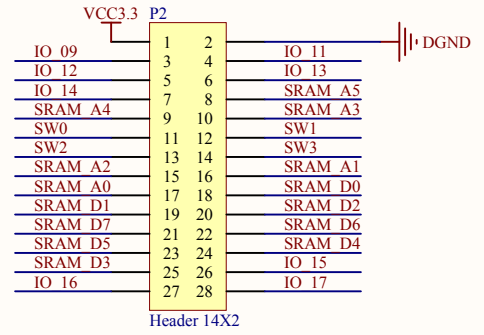 VCC3.3 P2
1 2 DGND
IO_09 3 4 IO_11
IO_12 5 6 IO_13
IO_14 7 8 SRAM_A5
SRAM_A4 9 10 SRAM_A3
SW0 11 12 SW1
SW2 13 14 SW3
SRAM_A2 15 16 SRAM_A1
SRAM_A0 17 18 SRAM_D0
SRAM_D1 19 20 SRAM_D2
SRAM_D7 21 22 SRAM_D6
SRAM_D5 23 24 SRAM_D4
SRAM_D3 25 26 IO_15
IO_16 27 28 IO_17
Header 14X2